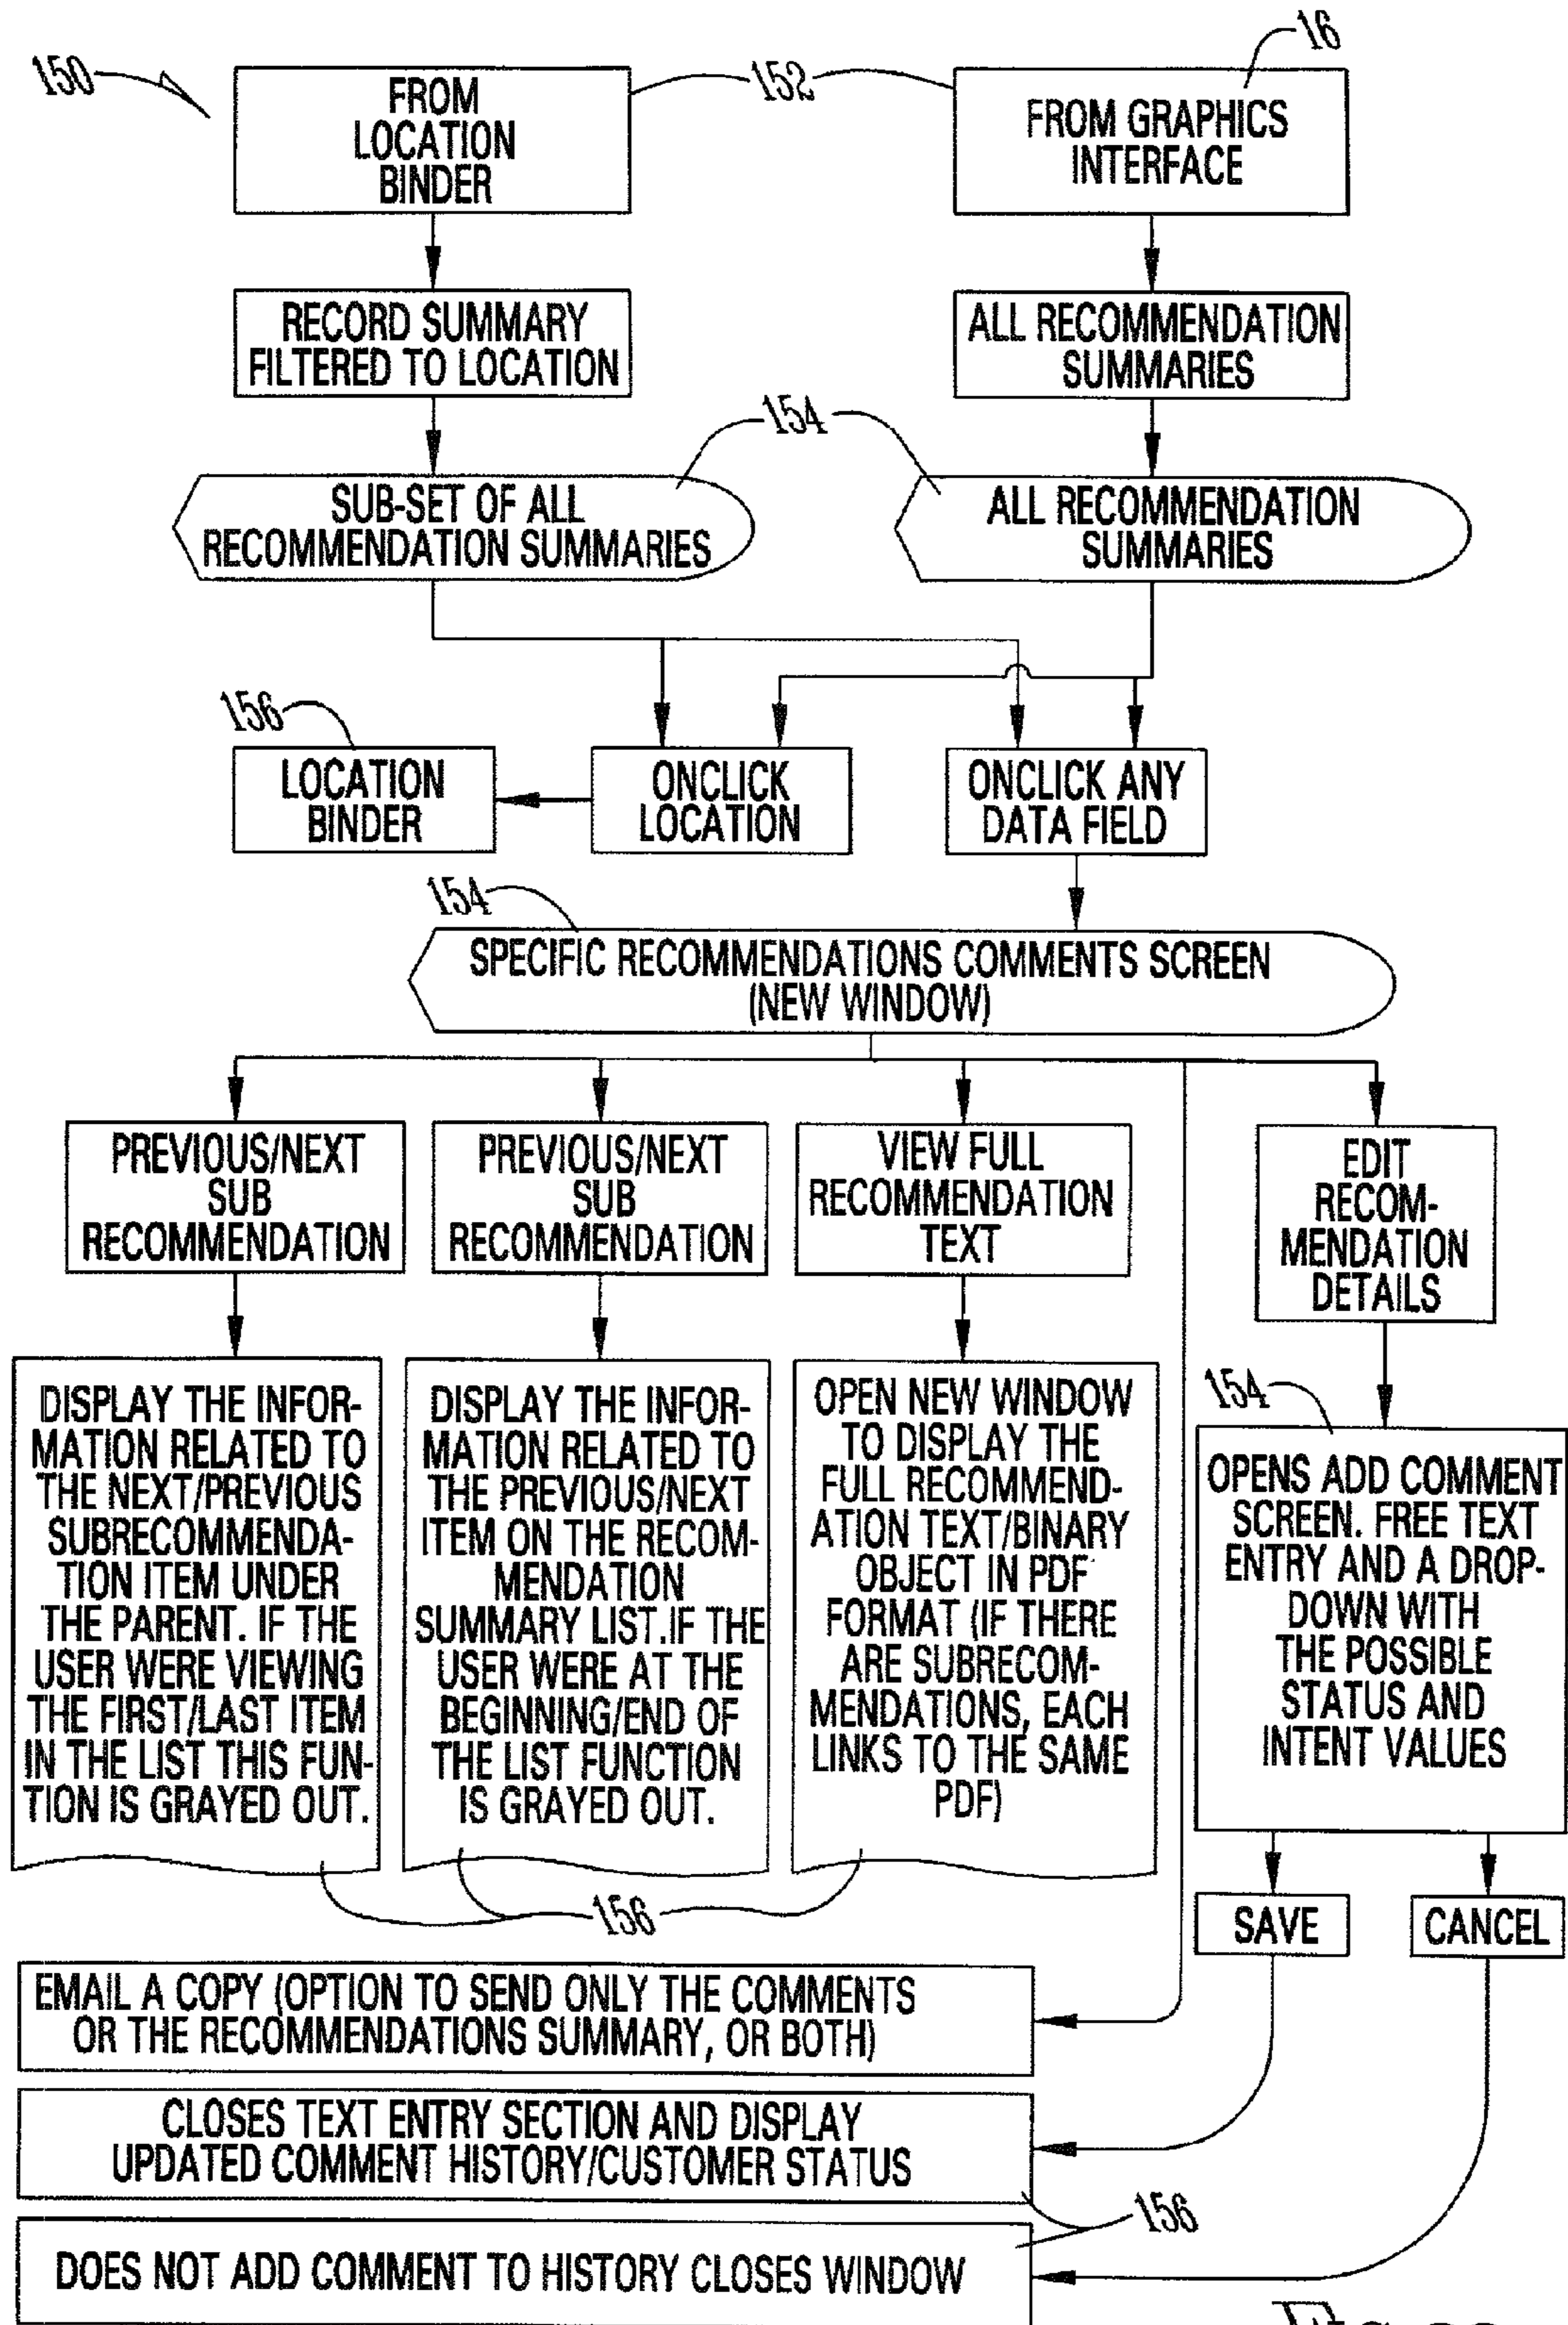 150
152
16
FROM
LOCATION
BINDER
FROM GRAPHICS
INTERFACE
RECORD SUMMARY
FILTERED TO LOCATION
ALL RECOMMENDATION
SUMMARIES
154
SUB-SET OF ALL
RECOMMENDATION SUMMARIES
ALL RECOMMENDATION
SUMMARIES
156
LOCATION
BINDER
ONCLICK
LOCATION
ONCLICK ANY
DATA FIELD
154
SPECIFIC RECOMMENDATIONS COMMENTS SCREEN
(NEW WINDOW)
PREVIOUS/NEXT
SUB
RECOMMENDATION
PREVIOUS/NEXT
SUB
RECOMMENDATION
VIEW FULL
RECOMMENDATION
TEXT
EDIT
RECOM-
MENDATION
DETAILS
DISPLAY THE INFOR-
MATION RELATED TO
THE NEXT/PREVIOUS
SUBRECOMMENDA-
TION ITEM UNDER
THE PARENT. IF THE
USER WERE VIEWING
THE FIRST/LAST ITEM
IN THE LIST THIS FUN-
TION IS GRAYED OUT.
DISPLAY THE INFOR-
MATION RELATED TO
THE PREVIOUS/NEXT
ITEM ON THE RECOM-
MENDATION
SUMMARY LIST.IF THE
USER WERE AT THE
BEGINNING/END OF
THE LIST FUNCTION
IS GRAYED OUT.
OPEN NEW WINDOW
TO DISPLAY THE
FULL RECOMMEND-
ATION TEXT/BINARY
OBJECT IN PDF
FORMAT (IF THERE
ARE SUBRECOM-
MENDATIONS, EACH
LINKS TO THE SAME
PDF)
154
OPENS ADD COMMENT
SCREEN. FREE TEXT
ENTRY AND A DROP-
DOWN WITH
THE POSSIBLE
STATUS AND
INTENT VALUES
156
SAVE
CANCEL
EMAIL A COPY (OPTION TO SEND ONLY THE COMMENTS
OR THE RECOMMENDATIONS SUMMARY, OR BOTH)
CLOSES TEXT ENTRY SECTION AND DISPLAY
UPDATED COMMENT HISTORY/CUSTOMER STATUS
156
DOES NOT ADD COMMENT TO HISTORY CLOSES WINDOW